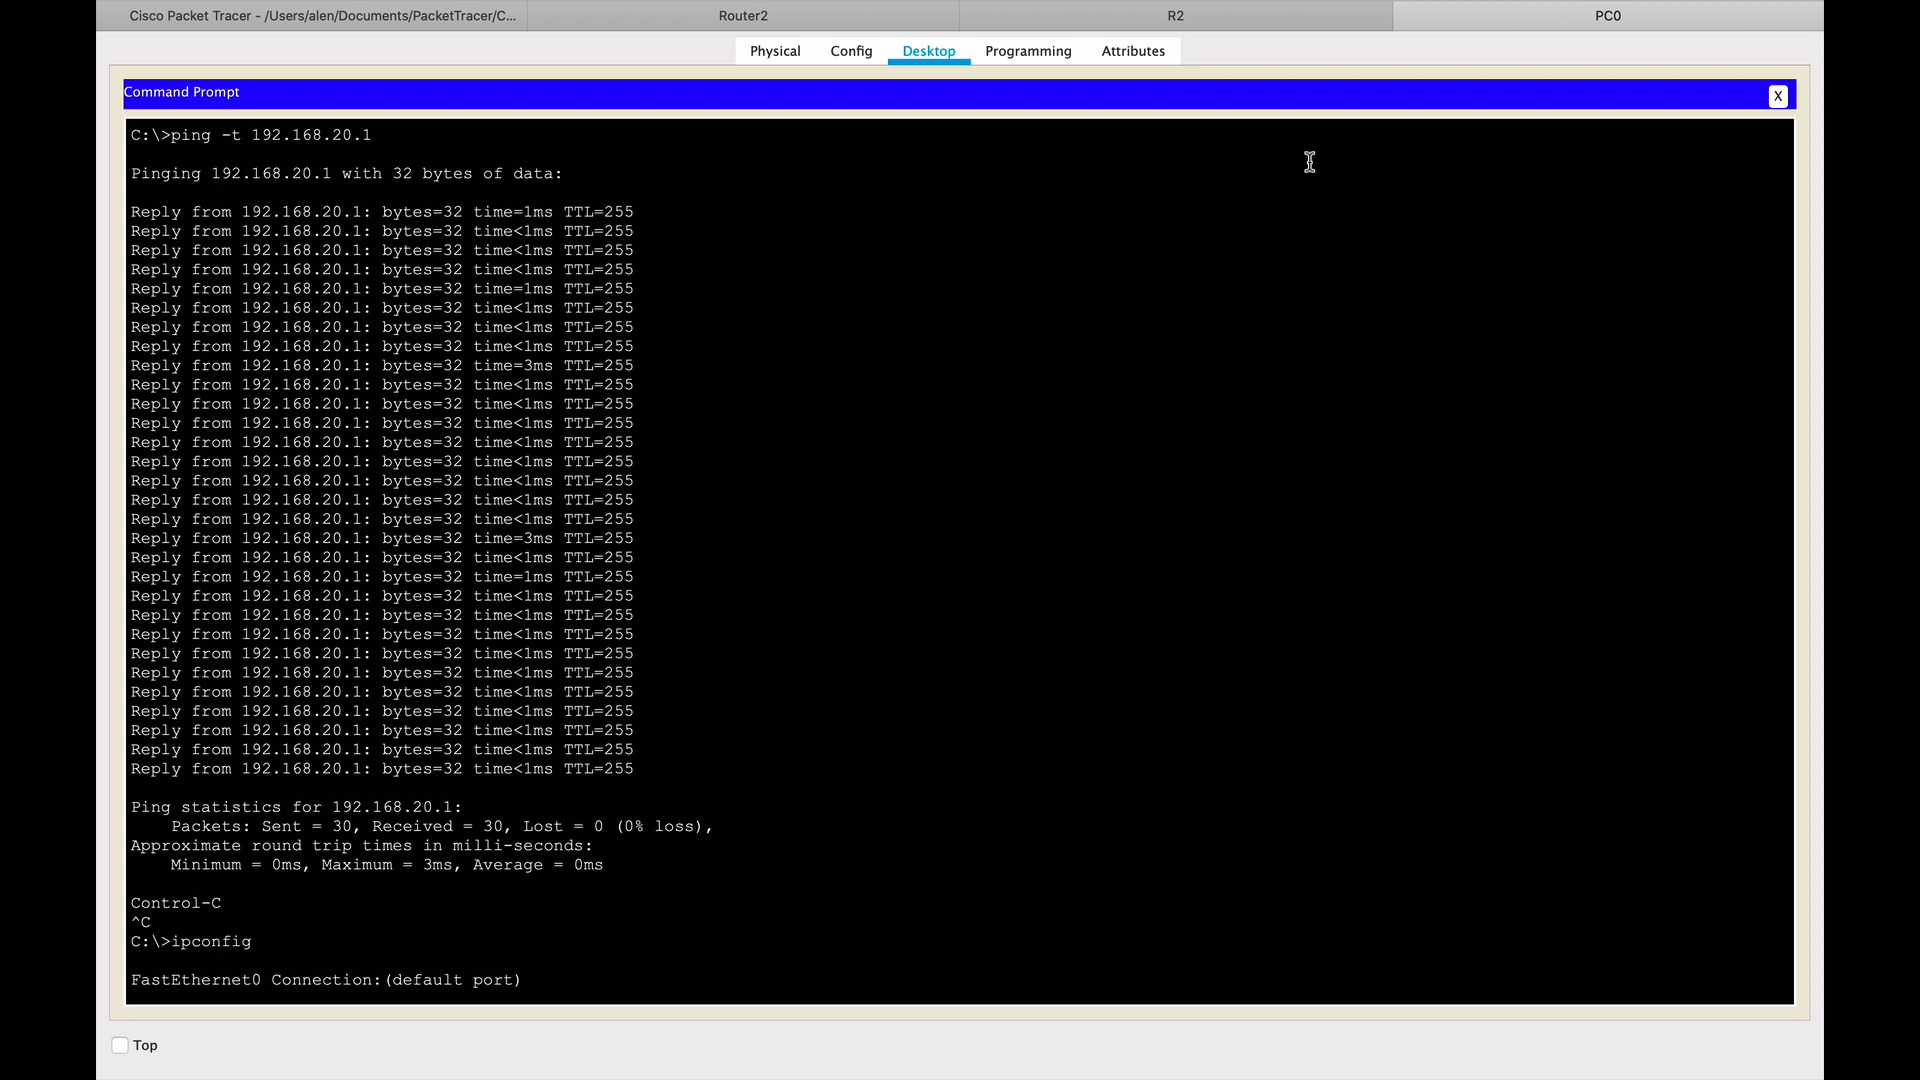 Cisco Packet Tracer - /Users/alen/Documents/PacketTracer/C...
Router2
R2
PC0
Physical
Config
Desktop
Programming
Attributes
Command Prompt
X
C:\>ping -t 192.168.20.1
Pinging 192.168.20.1 with 32 bytes of data:
Reply from 192.168.20.1: bytes=32 time=1ms TTL=255
Reply from 192.168.20.1: bytes=32 time<1ms TTL=255
Reply from 192.168.20.1: bytes=32 time<1ms TTL=255
Reply from 192.168.20.1: bytes=32 time<1ms TTL=255
Reply from 192.168.20.1: bytes=32 time=1ms TTL=255
Reply from 192.168.20.1: bytes=32 time<1ms TTL=255
Reply from 192.168.20.1: bytes=32 time<1ms TTL=255
Reply from 192.168.20.1: bytes=32 time<1ms TTL=255
Reply from 192.168.20.1: bytes=32 time=3ms TTL=255
Reply from 192.168.20.1: bytes=32 time<1ms TTL=255
Reply from 192.168.20.1: bytes=32 time<1ms TTL=255
Reply from 192.168.20.1: bytes=32 time<1ms TTL=255
Reply from 192.168.20.1: bytes=32 time<1ms TTL=255
Reply from 192.168.20.1: bytes=32 time<1ms TTL=255
Reply from 192.168.20.1: bytes=32 time<1ms TTL=255
Reply from 192.168.20.1: bytes=32 time<1ms TTL=255
Reply from 192.168.20.1: bytes=32 time<1ms TTL=255
Reply from 192.168.20.1: bytes=32 time=3ms TTL=255
Reply from 192.168.20.1: bytes=32 time<1ms TTL=255
Reply from 192.168.20.1: bytes=32 time=1ms TTL=255
Reply from 192.168.20.1: bytes=32 time<1ms TTL=255
Reply from 192.168.20.1: bytes=32 time<1ms TTL=255
Reply from 192.168.20.1: bytes=32 time<1ms TTL=255
Reply from 192.168.20.1: bytes=32 time<1ms TTL=255
Reply from 192.168.20.1: bytes=32 time<1ms TTL=255
Reply from 192.168.20.1: bytes=32 time<1ms TTL=255
Reply from 192.168.20.1: bytes=32 time<1ms TTL=255
Reply from 192.168.20.1: bytes=32 time<1ms TTL=255
Reply from 192.168.20.1: bytes=32 time<1ms TTL=255
Reply from 192.168.20.1: bytes=32 time<1ms TTL=255
Ping statistics for 192.168.20.1:
Packets: Sent = 30, Received = 30, Lost = 0 (0% loss),
Approximate round trip times in milli-seconds:
Minimum = 0ms, Maximum = 3ms, Average = 0ms
Control-C
^C
C:\>ipconfig
FastEthernet0 Connection:(default port)
Top